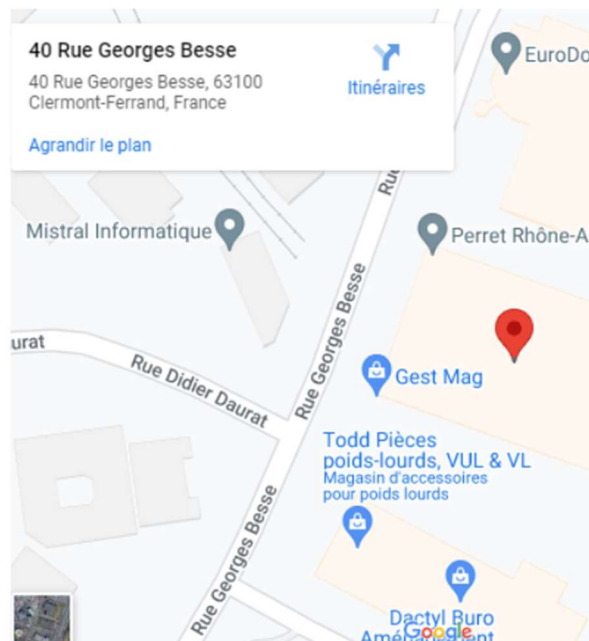 40 Rue Georges Besse
40 Rue Georges Besse, 63100
Clermont-Ferrand, France
Itinéraires
Agrandir le plan
EuroDo
Rue
Mistral Informatique
Perret Rhône-A
Rue Georges Besse
urat
Rue Didier Daurat
Gest Mag
Todd Pièces
poids-lourds, VUL & VL
Magasin d'accessoires
pour poids lourds
Rue Georges Besse
Dactyl Buro
Aménagement
Google